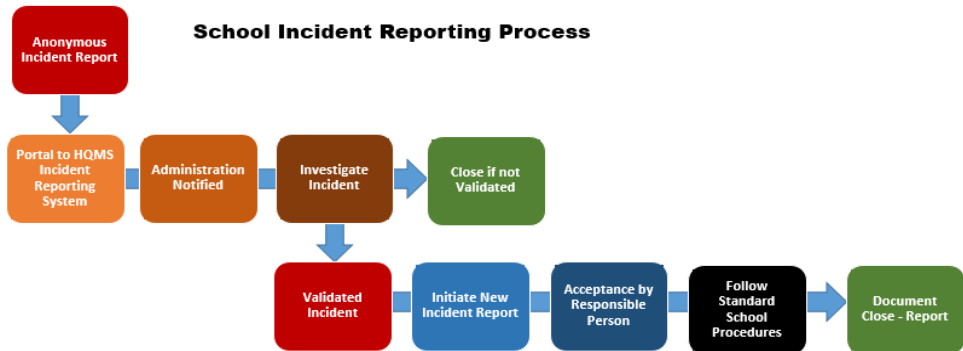 School Incident Reporting Process
Anonymous
Incident Report
Portal to HQMS
Incident
Reporting
System
Administration
Notified
Investigate
Incident
Close if not
Validated
Validated
Incident
Initiate New
Incident Report
Acceptance by
Responsible
Person
Follow
Standard
School
Procedures
Document
Close - Report